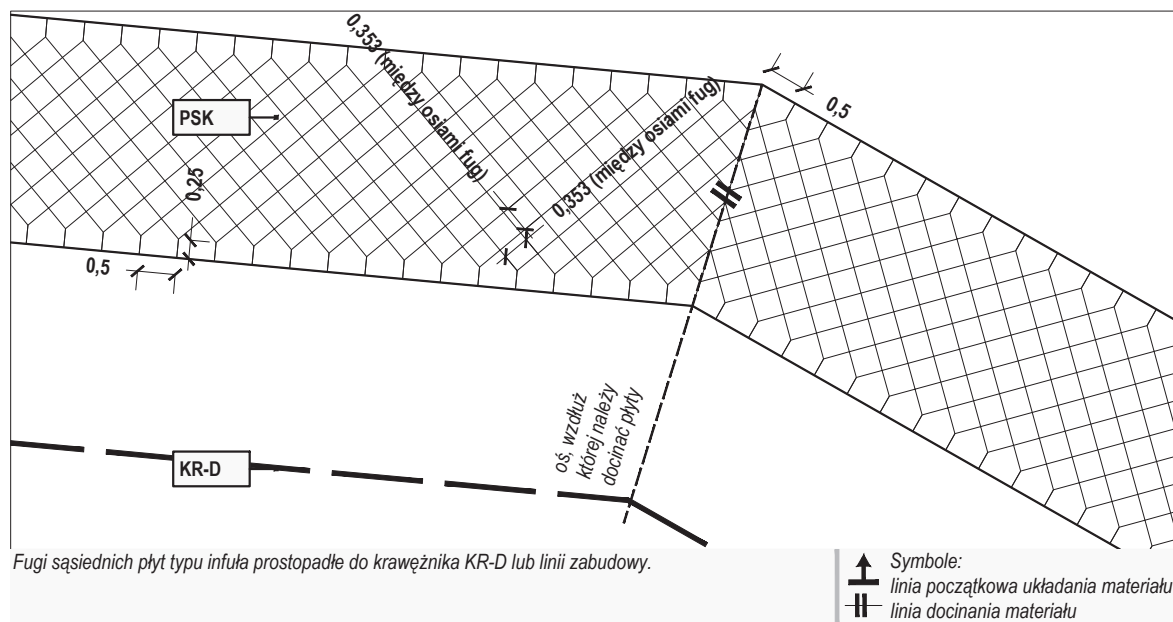 0,353 (między osiami fug)
0,5
PSK
0,353 (między osiami fug)
0,25
0,5
oś, wzdłuż
której należy
docinać płyty
KR-D
Fugi sąsiednich płyt typu infuła prostopadłe do krawężnika KR-D lub linii zabudowy.
Symbole:
linia początkowa układania materiału
linia docinania materiału